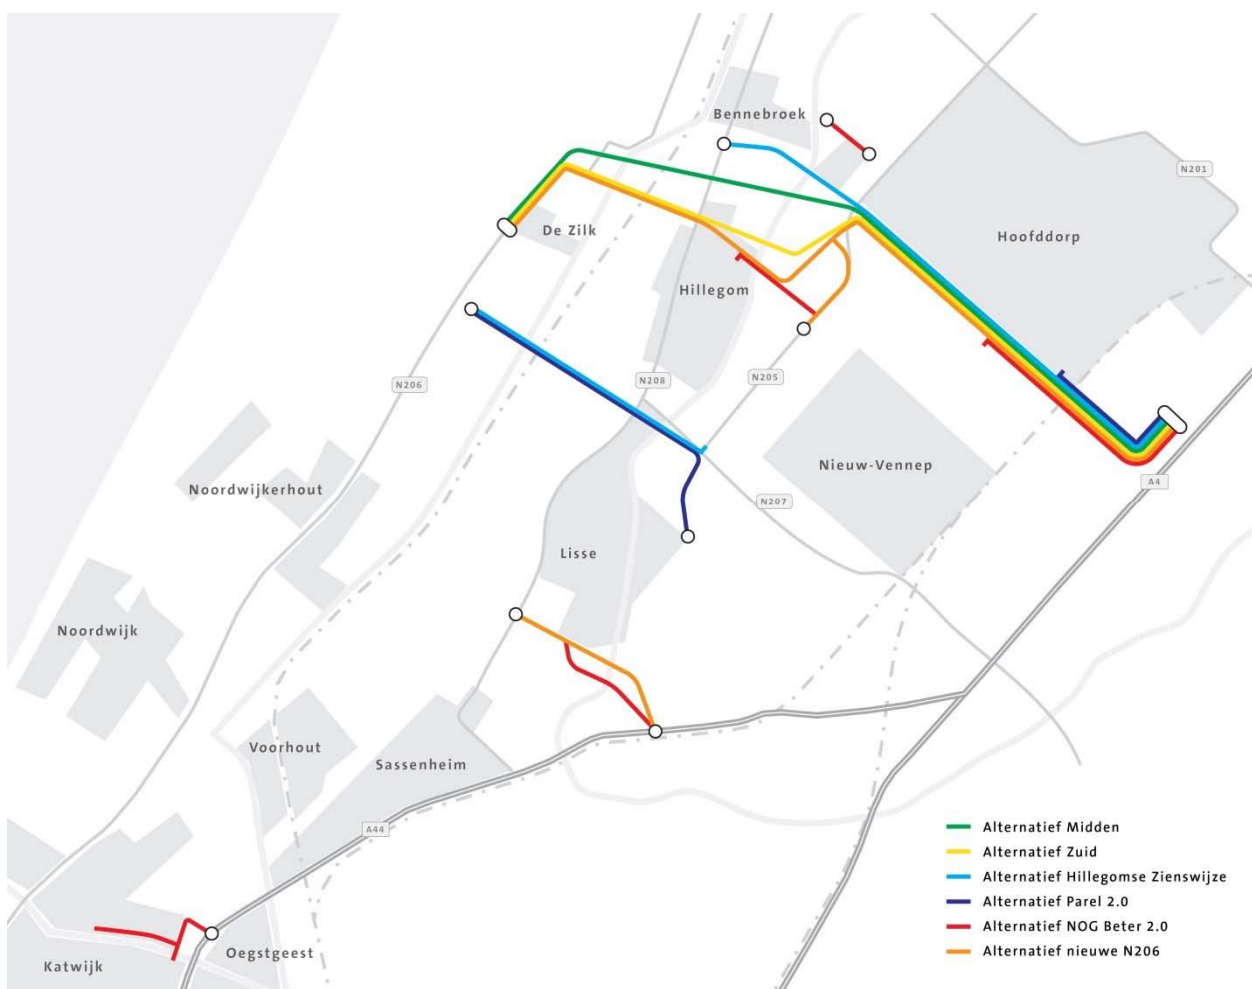 Bennebroek
N201
De Zilk
Hoofddorp
Hillegom
N206
N208
N205
Nieuw-Vennep
Noordwijkerhout
A4
N207
Lisse
Noordwijk
Voorhout
Sassenheim
A44
Oegstgeest
Katwijk
Alternatief Midden
Alternatief Zuid
Alternatief Hillegomse Zienswijze
Alternatief Parel 2.0
Alternatief NOG Beter 2.0
Alternatief nieuwe N206